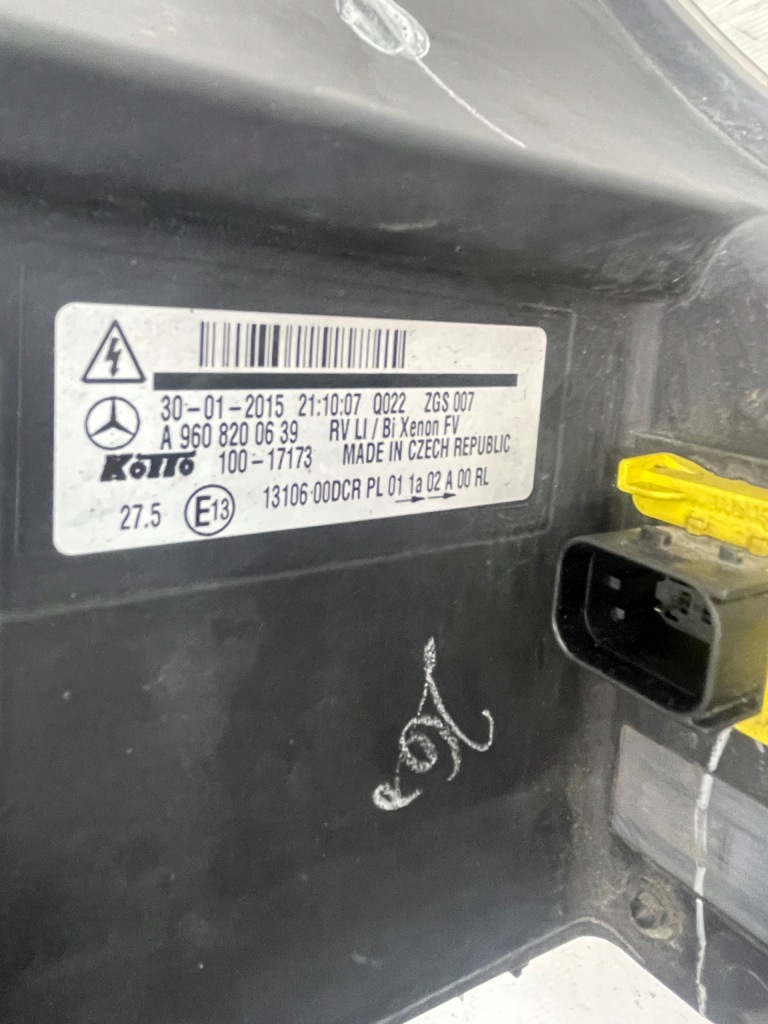 30-01-2015 21:10:07 Q022 ZGS 007
A 960 820 06 39 RV LI / Bi Xenon FV
KoTTo 100-17173 MADE IN CZECH REPUBLIC
27.5 E13 13106 00DCR PL 01 1a 02 A 00 RL